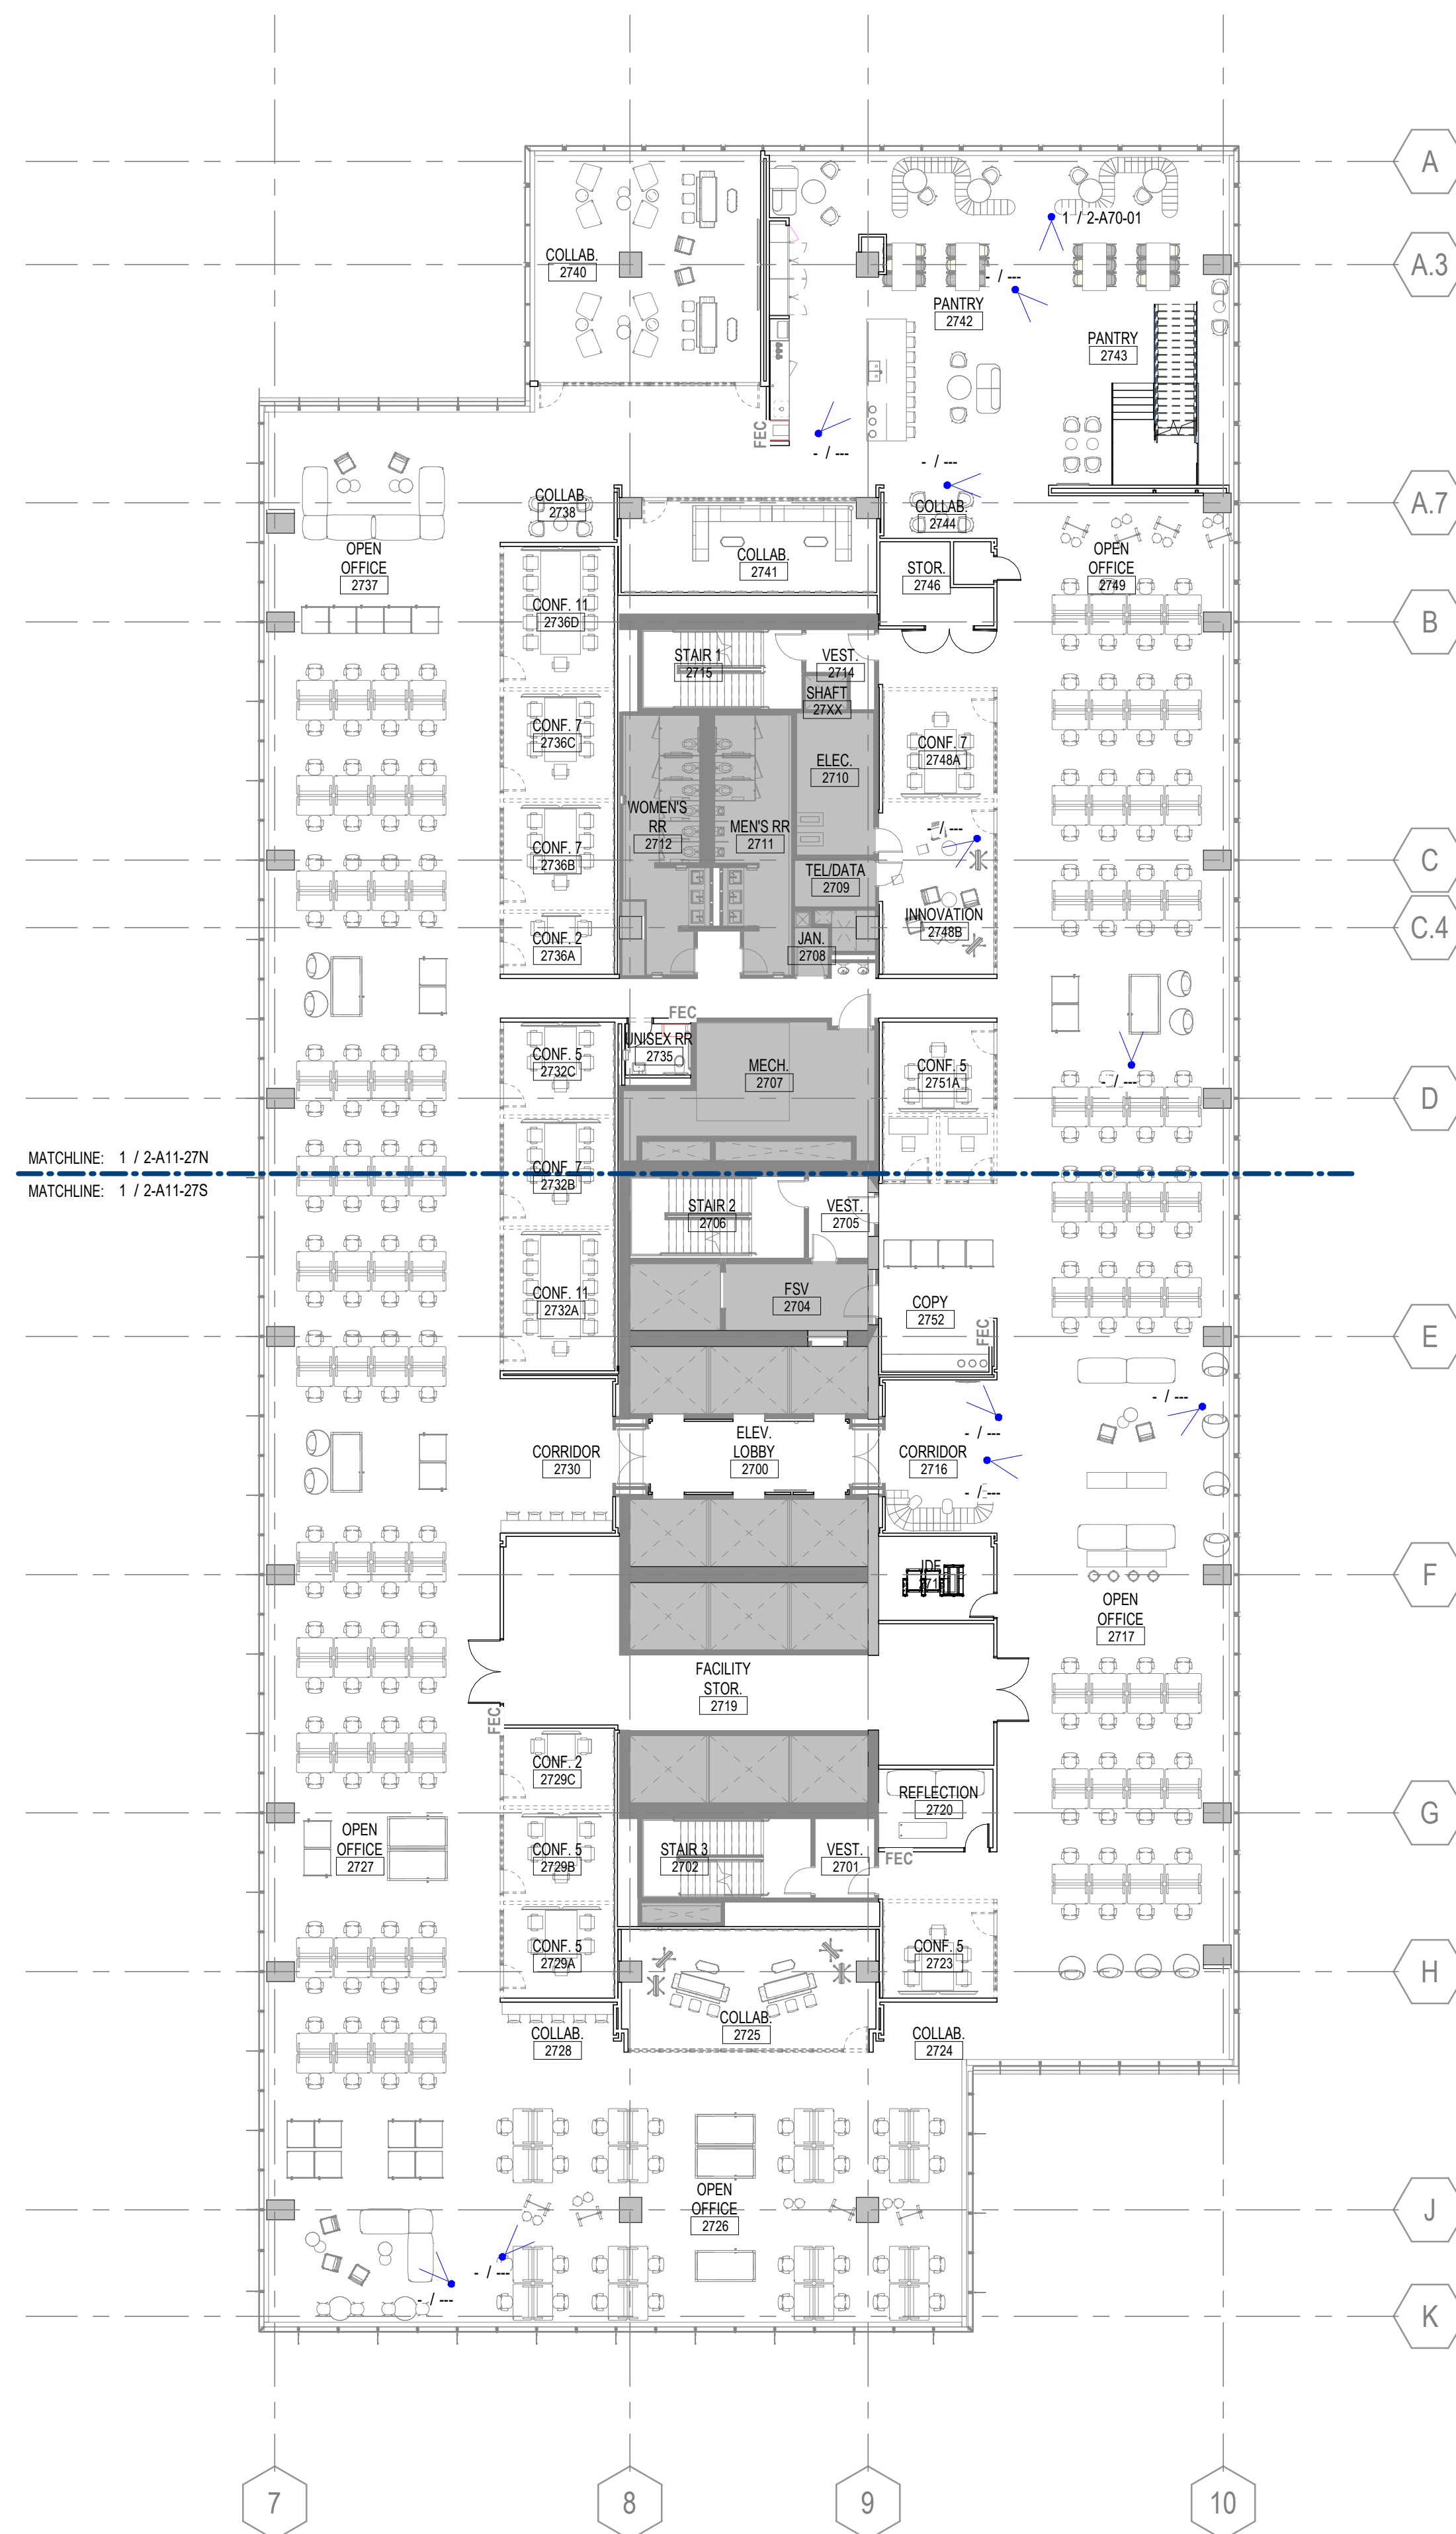 A
1 / 2-A70-01
COLLAB.
2740
A.3
- / ---
PANTRY
2742
PANTRY
2743
FEC
- / ---
- / ---
COLLAB.
2738
COLLAB.
2744
A.7
OPEN
OFFICE
2737
COLLAB.
2741
STOR.
2746
OPEN
OFFICE
2749
CONF. 11
2736D
B
STAIR 1
2715
VEST.
2714
SHAFT
27XX
CONF. 7
2736C
CONF. 7
2748A
ELEC.
2710
WOMEN'S
RR
2712
MEN'S RR
2711
- / ---
CONF. 7
2736B
C
TEL/DATA
2709
INNOVATION
2748B
C.4
CONF. 2
2736A
JAN.
2708
FEC
UNISEX RR
2735
CONF. 5
2732C
MECH.
2707
CONF. 5
2751A
- / ---
D
MATCHLINE: 1 / 2-A11-27N
MATCHLINE: 1 / 2-A11-27S
CONF. 7
2732B
STAIR 2
2706
VEST.
2705
CONF. 11
2732A
FSV
2704
COPY
2752
FEC
E
- / ---
- / ---
CORRIDOR
2730
ELEV.
LOBBY
2700
CORRIDOR
2716
- / ---
F
OPEN
OFFICE
2717
FACILITY
STOR.
2719
FEC
CONF. 2
2729C
REFLECTION
2720
G
OPEN
OFFICE
2727
CONF. 5
2729B
STAIR 3
2702
VEST.
2701
FEC
CONF. 5
2729A
CONF. 5
2723
H
COLLAB.
2728
COLLAB.
2725
COLLAB.
2724
OPEN
OFFICE
2726
J
- / ---
- / ---
K
7
8
9
10